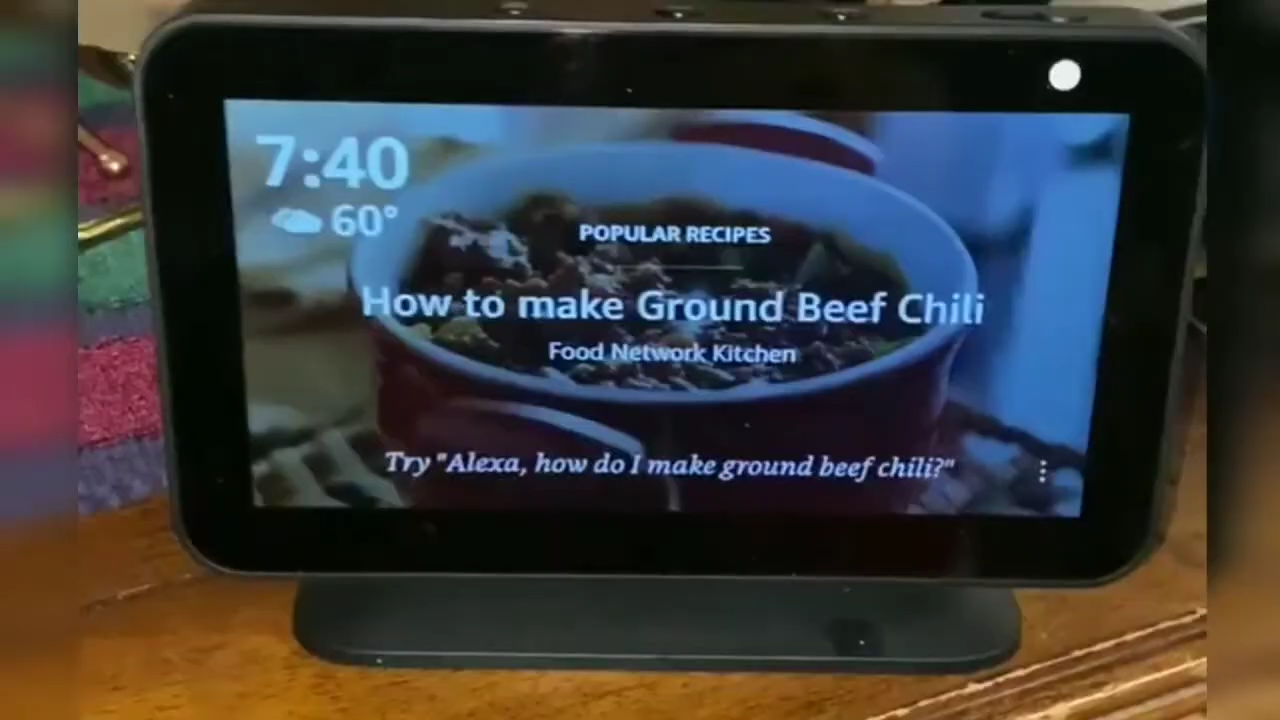 7:40
60°
POPULAR RECIPES
How to make Ground Beef Chili
Food Network Kitchen
Try "Alexa, how do I make ground beef chili?"